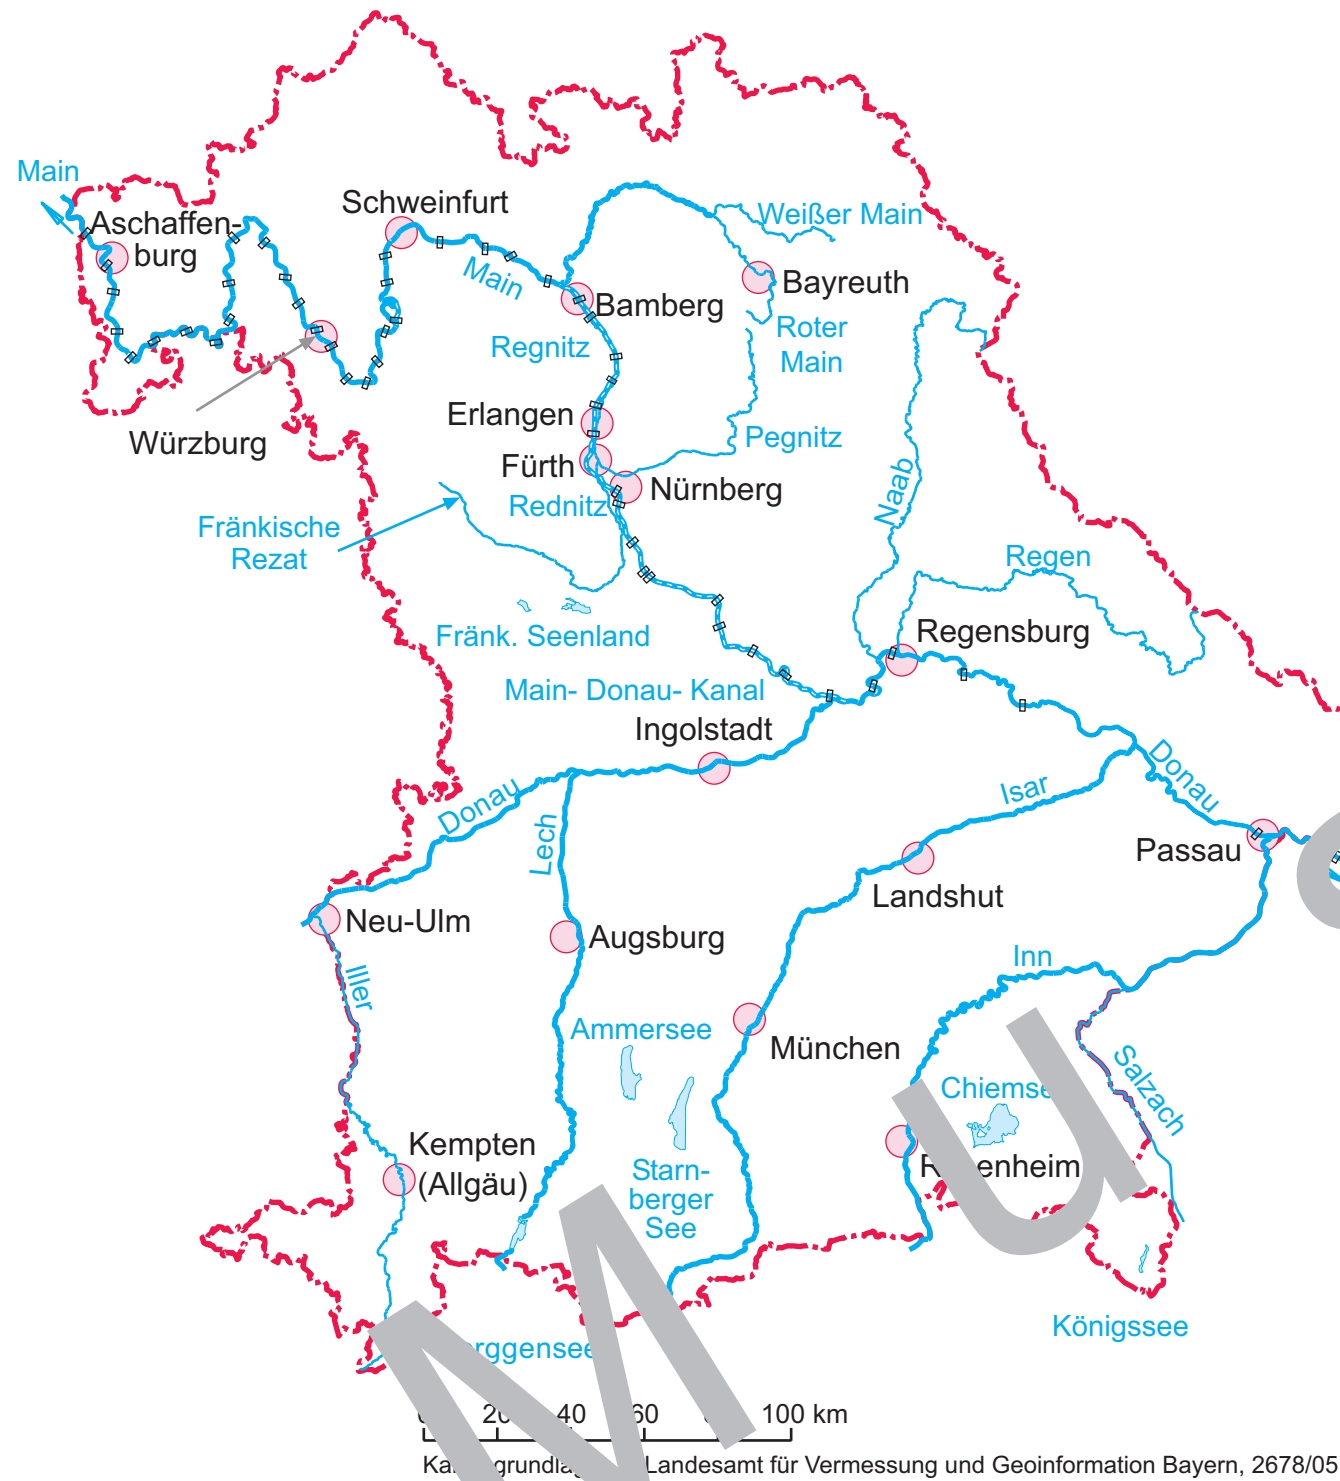 Main
Aschaffen-
burg
Schweinfurt
Weißer Main
Main
Bayreuth
Bamberg
Roter
Main
Regnitz
Erlangen
Pegnitz
Würzburg
Fürth
Nürnberg
Naab
Rednitz
Fränkische
Rezat
Regen
Fränk. Seenland
Regensburg
Main- Donau- Kanal
Ingolstadt
Donau
Isar
Donau
Lech
Passau
Landshut
Neu-Ulm
Augsburg
Inn
Iller
Ammersee
München
Salzach
Kempten
(Allgäu)
Starn-
berger
See
Königssee
100 km
Landesamt für Vermessung und Geoinformation Bayern, 2678/05
M u